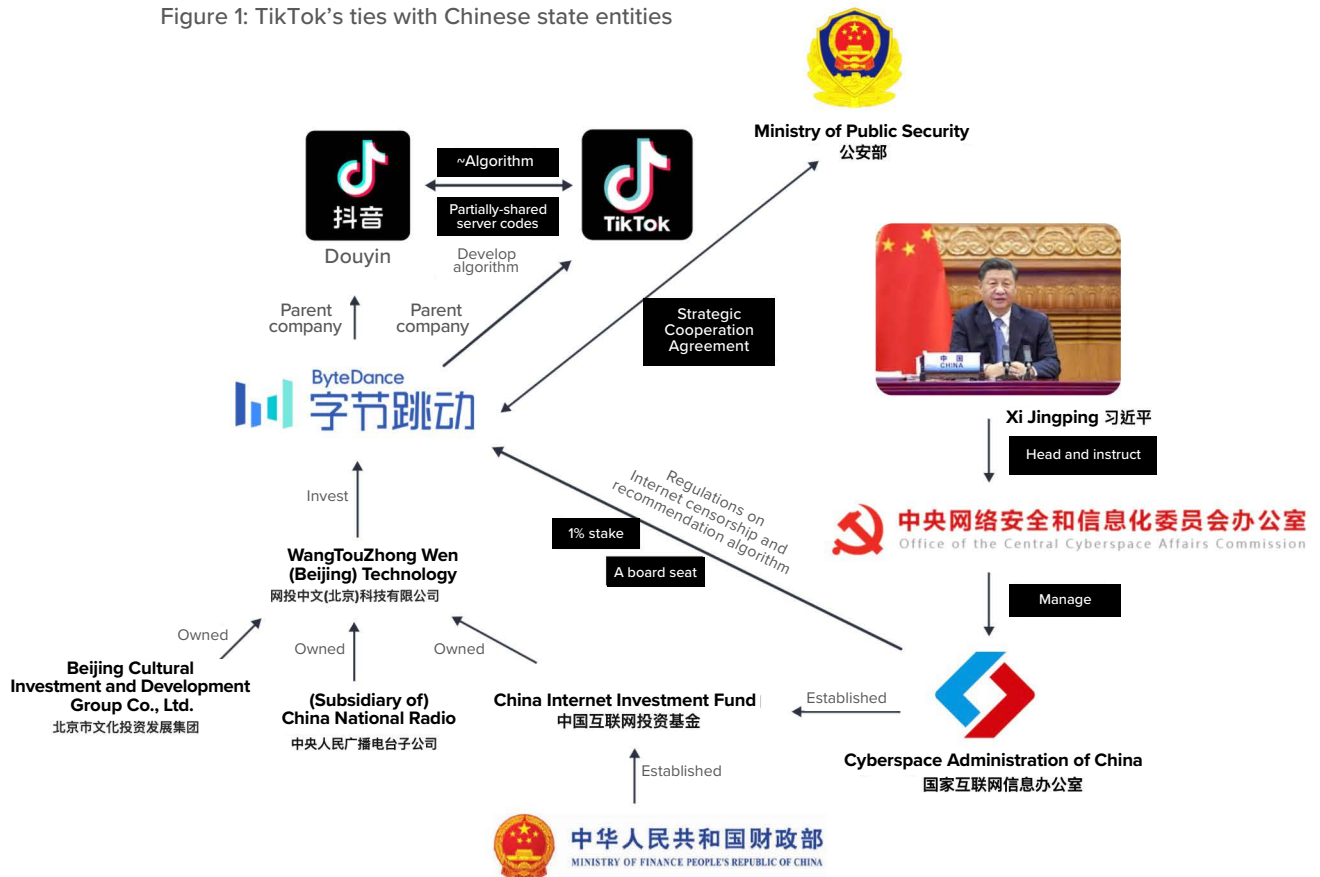 Figure 1: TikTok's ties with Chinese state entities
Ministry of Public Security
公安部
~Algorithm
Partially-shared
server codes
抖音
TikTok
Douyin
Develop
algorithm
Parent
company
Parent
company
Strategic
Cooperation
Agreement
中国
CHINA
ByteDance
字节跳动
Xi Jingping 习近平
Head and instruct
Invest
Regulations on
Internet censorship and
recommendation algorithm
1% stake
A board seat
中央网络安全和信息化委员会办公室
Office of the Central Cyberspace Affairs Commission
WangTouZhong Wen
(Beijing) Technology
网投中文(北京)科技有限公司
Manage
Owned
Owned
Owned
Beijing Cultural
Investment and Development
Group Co., Ltd.
北京市文化投资发展集团
(Subsidiary of)
China National Radio
中央人民广播电台子公司
China Internet Investment Fund
中国互联网投资基金
Established
Cyberspace Administration of China
国家互联网信息办公室
Established
中华人民共和国财政部
MINISTRY OF FINANCE PEOPLE'S REPUBLIC OF CHINA